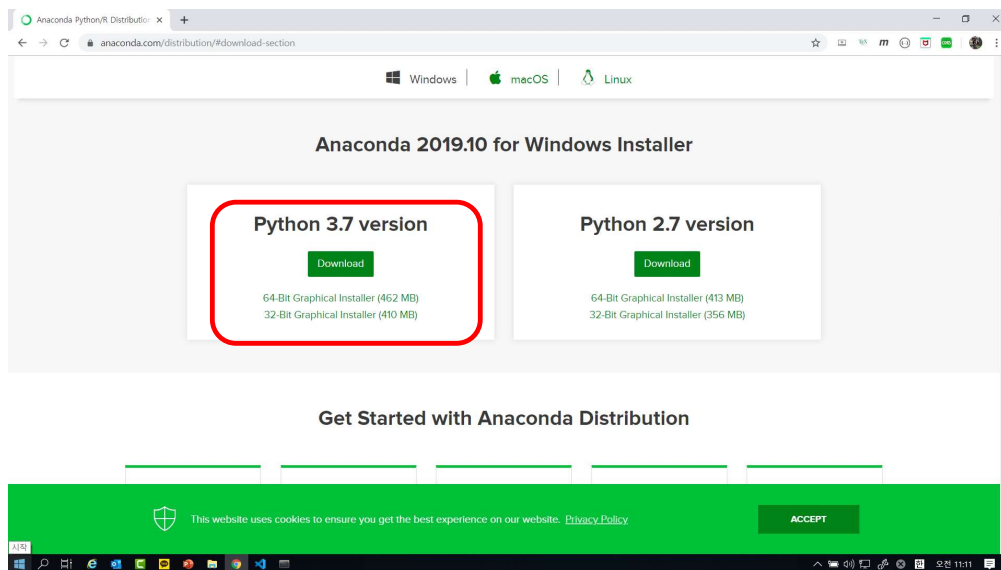 Anaconda Python/R Distributio
anaconda.com/distribution/#download-section
Windows macOS Linux
Anaconda 2019.10 for Windows Installer
Python 3.7 version
Download
64-Bit Graphical Installer (462 MB)
32-Bit Graphical Installer (410 MB)
Python 2.7 version
Download
64-Bit Graphical Installer (413 MB)
32-Bit Graphical Installer (356 MB)
Get Started with Anaconda Distribution
This website uses cookies to ensure you get the best experience on our website. Privacy Policy
ACCEPT
시작
한 오전 11:11